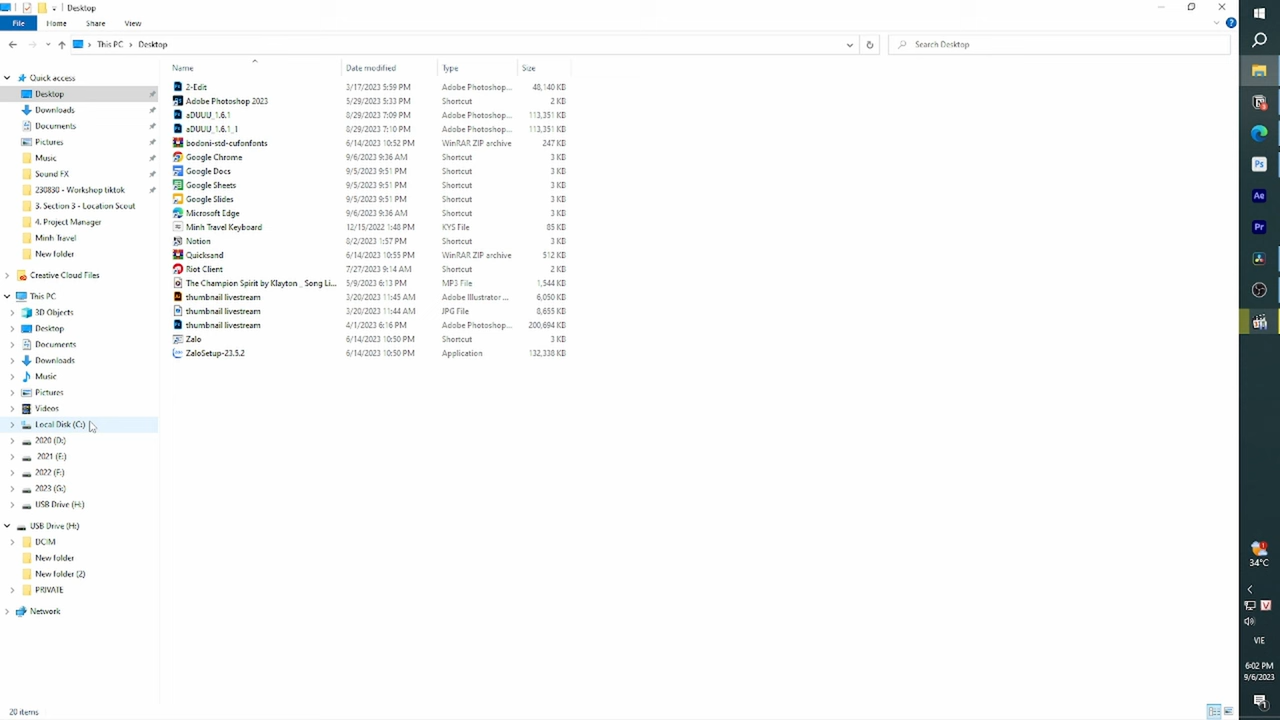 Desktop
File Home Share View
This PC Desktop
Search Desktop
Name Date modified Type Size
Quick access
Desktop
Downloads
Documents
Pictures
Music
Sound FX
230830 - Workshop tiktok
3. Section 3 - Location Scout
4. Project Manager
Minh Travel
New folder
Creative Cloud Files
This PC
3D Objects
Desktop
Documents
Downloads
Music
Pictures
Videos
Local Disk (C:)
2020 (D:)
2021 (E:)
2022 (F:)
2023 (G:)
USB Drive (H:)
USB Drive (H:)
DCIM
New folder
New folder (2)
PRIVATE
Network
2-Edit 3/17/2023 5:59 PM Adobe Photoshop... 48,140 KB
Adobe Photoshop 2023 5/29/2023 5:33 PM Shortcut 2 KB
aDUUU_1.6.1 8/29/2023 7:09 PM Adobe Photoshop... 113,351 KB
aDUUU_1.6.1_1 8/29/2023 7:10 PM Adobe Photoshop... 113,351 KB
bodoni-std-cufonfonts 6/14/2023 10:52 PM WinRAR ZIP archive 247 KB
Google Chrome 9/6/2023 9:36 AM Shortcut 3 KB
Google Docs 9/5/2023 9:51 PM Shortcut 3 KB
Google Sheets 9/5/2023 9:51 PM Shortcut 3 KB
Google Slides 9/5/2023 9:51 PM Shortcut 3 KB
Microsoft Edge 9/6/2023 9:36 AM Shortcut 3 KB
Minh Travel Keyboard 12/15/2022 1:48 PM KYS File 85 KB
Notion 8/2/2023 1:57 PM Shortcut 3 KB
Quicksand 6/14/2023 10:55 PM WinRAR ZIP archive 512 KB
Riot Client 7/27/2023 9:14 AM Shortcut 2 KB
The Champion Spirit by Klayton _ Song Li... 5/9/2023 6:13 PM MP3 File 1,544 KB
thumbnail livestream 3/20/2023 11:45 AM Adobe Illustrator ... 6,050 KB
thumbnail livestream 3/20/2023 11:44 AM JPG File 8,655 KB
thumbnail livestream 4/1/2023 6:16 PM Adobe Photoshop... 200,694 KB
Zalo 6/14/2023 10:50 PM Shortcut 3 KB
ZaloSetup-23.5.2 6/14/2023 10:50 PM Application 132,338 KB
20 items
Ps
Ae
Pr
34°C
VIE
6:02 PM
9/6/2023